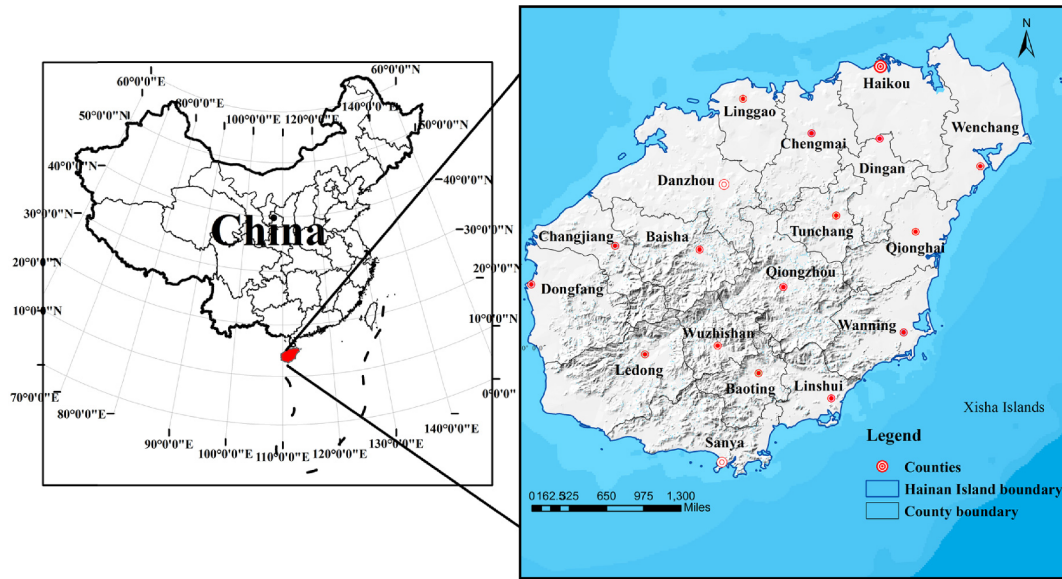 60°0'0"E
60°0'0"N
80°0'0"E
140°0'0"E
50°0'0"N
100°0'0"E 120°0'0"E
50°0'0"N
40°0'0"N
40°0'0"N
30°0'0"N
China
30°0'0"N
20°0'0"N
20°0'0"N
10°0'0"N
10°0'0"N
70°0'0"E
0°0'0"
80°0'0"E
140°0'0"E
90°0'0"E
130°0'0"E
100°0'0"E
120°0'0"E
110°0'0"E
N
Haikou
Linggao
Wenchang
Chengmai
Dingan
Danzhou
Tunchang
Changjiang
Baisha
Qionghai
Qiongzhou
Dongfang
Wanning
Wuzhishan
Ledong
Baoting
Linshui
Xisha Islands
Sanya
Legend
Counties
Hainan Island boundary
County boundary
0 162.5 325 650 975 1,300
Miles